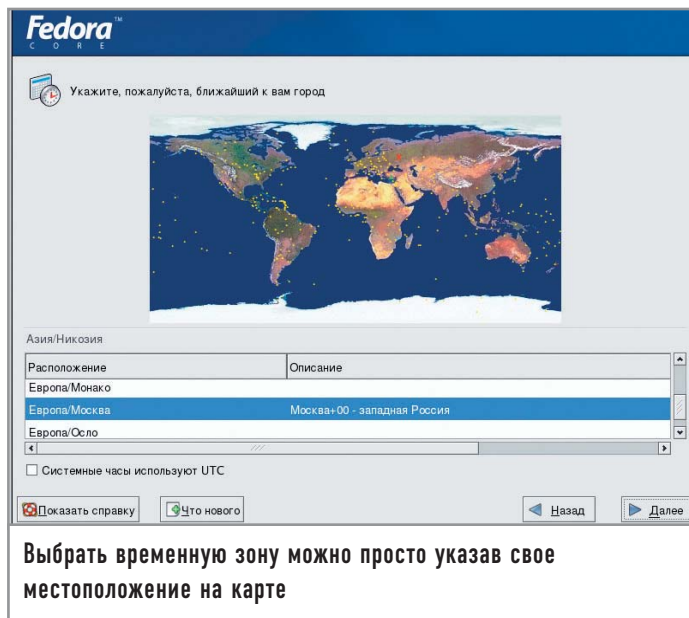 Fedora™
CORE
Укажите, пожалуйста, ближайший к вам город
Азия/Никозия
Расположение Описание
Европа/Монако
Европа/Москва Москва+00 - западная Россия
Европа/Осло
Системные часы используют UTC
Показать справку Что нового Назад Далее
Выбрать временную зону можно просто указав свое
местоположение на карте